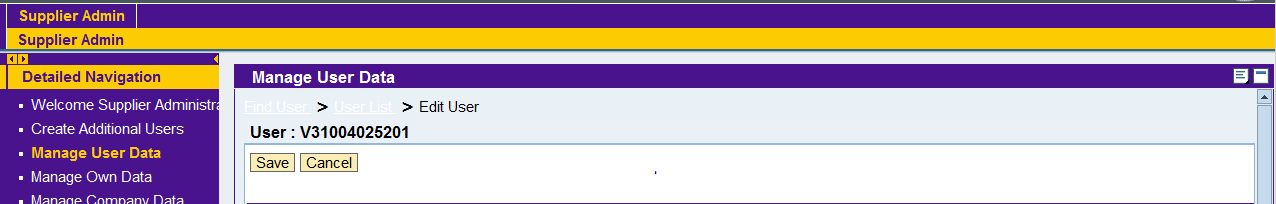 Supplier Admin
Supplier Admin
Detailed Navigation
Welcome Supplier Administra
Create Additional Users
Manage User Data
Manage Own Data
Manage Company Data
Manage User Data
Find User > User List > Edit User
User : V31004025201
Save Cancel